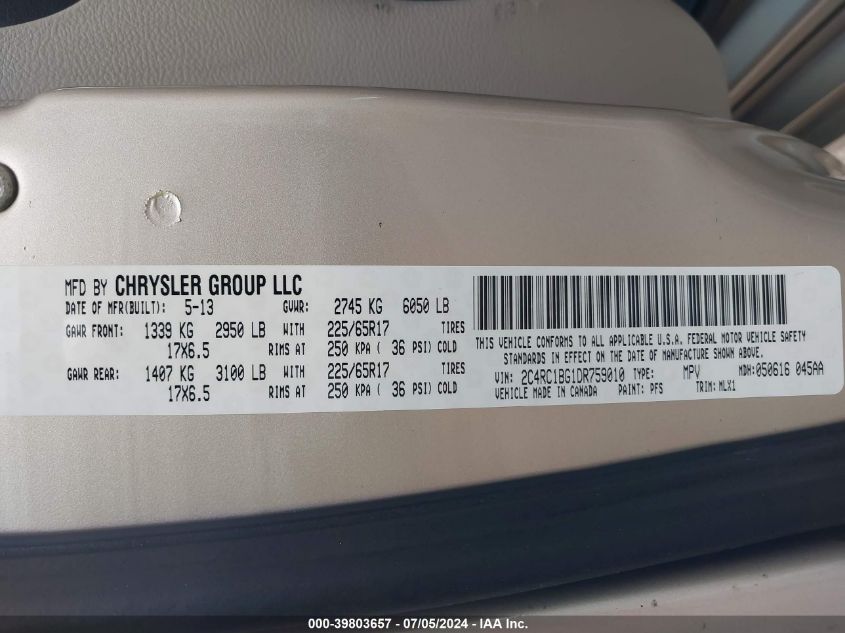 MFD BY CHRYSLER GROUP LLC
DATE OF MFR(BUILT): 5-13 GVWR: 2745 KG 6050 LB
GAWR FRONT: 1339 KG 2950 LB WITH 225/65R17 TIRES
17X6.5 RIMS AT 250 KPA ( 36 PSI) COLD
GAWR REAR: 1407 KG 3100 LB WITH 225/65R17 TIRES
17X6.5 RIMS AT 250 KPA ( 36 PSI) COLD
THIS VEHICLE CONFORMS TO ALL APPLICABLE U.S.A. FEDERAL MOTOR VEHICLE SAFETY
STANDARDS IN EFFECT ON THE DATE OF MANUFACTURE SHOWN ABOVE.
VIN: 2C4RC1BG1DR759010 TYPE: MPV MDH:050616 045AA
VEHICLE MADE IN CANADA PAINT: PFS TRIM: MLX1
000-39803657 - 07/05/2024 - IAA Inc.